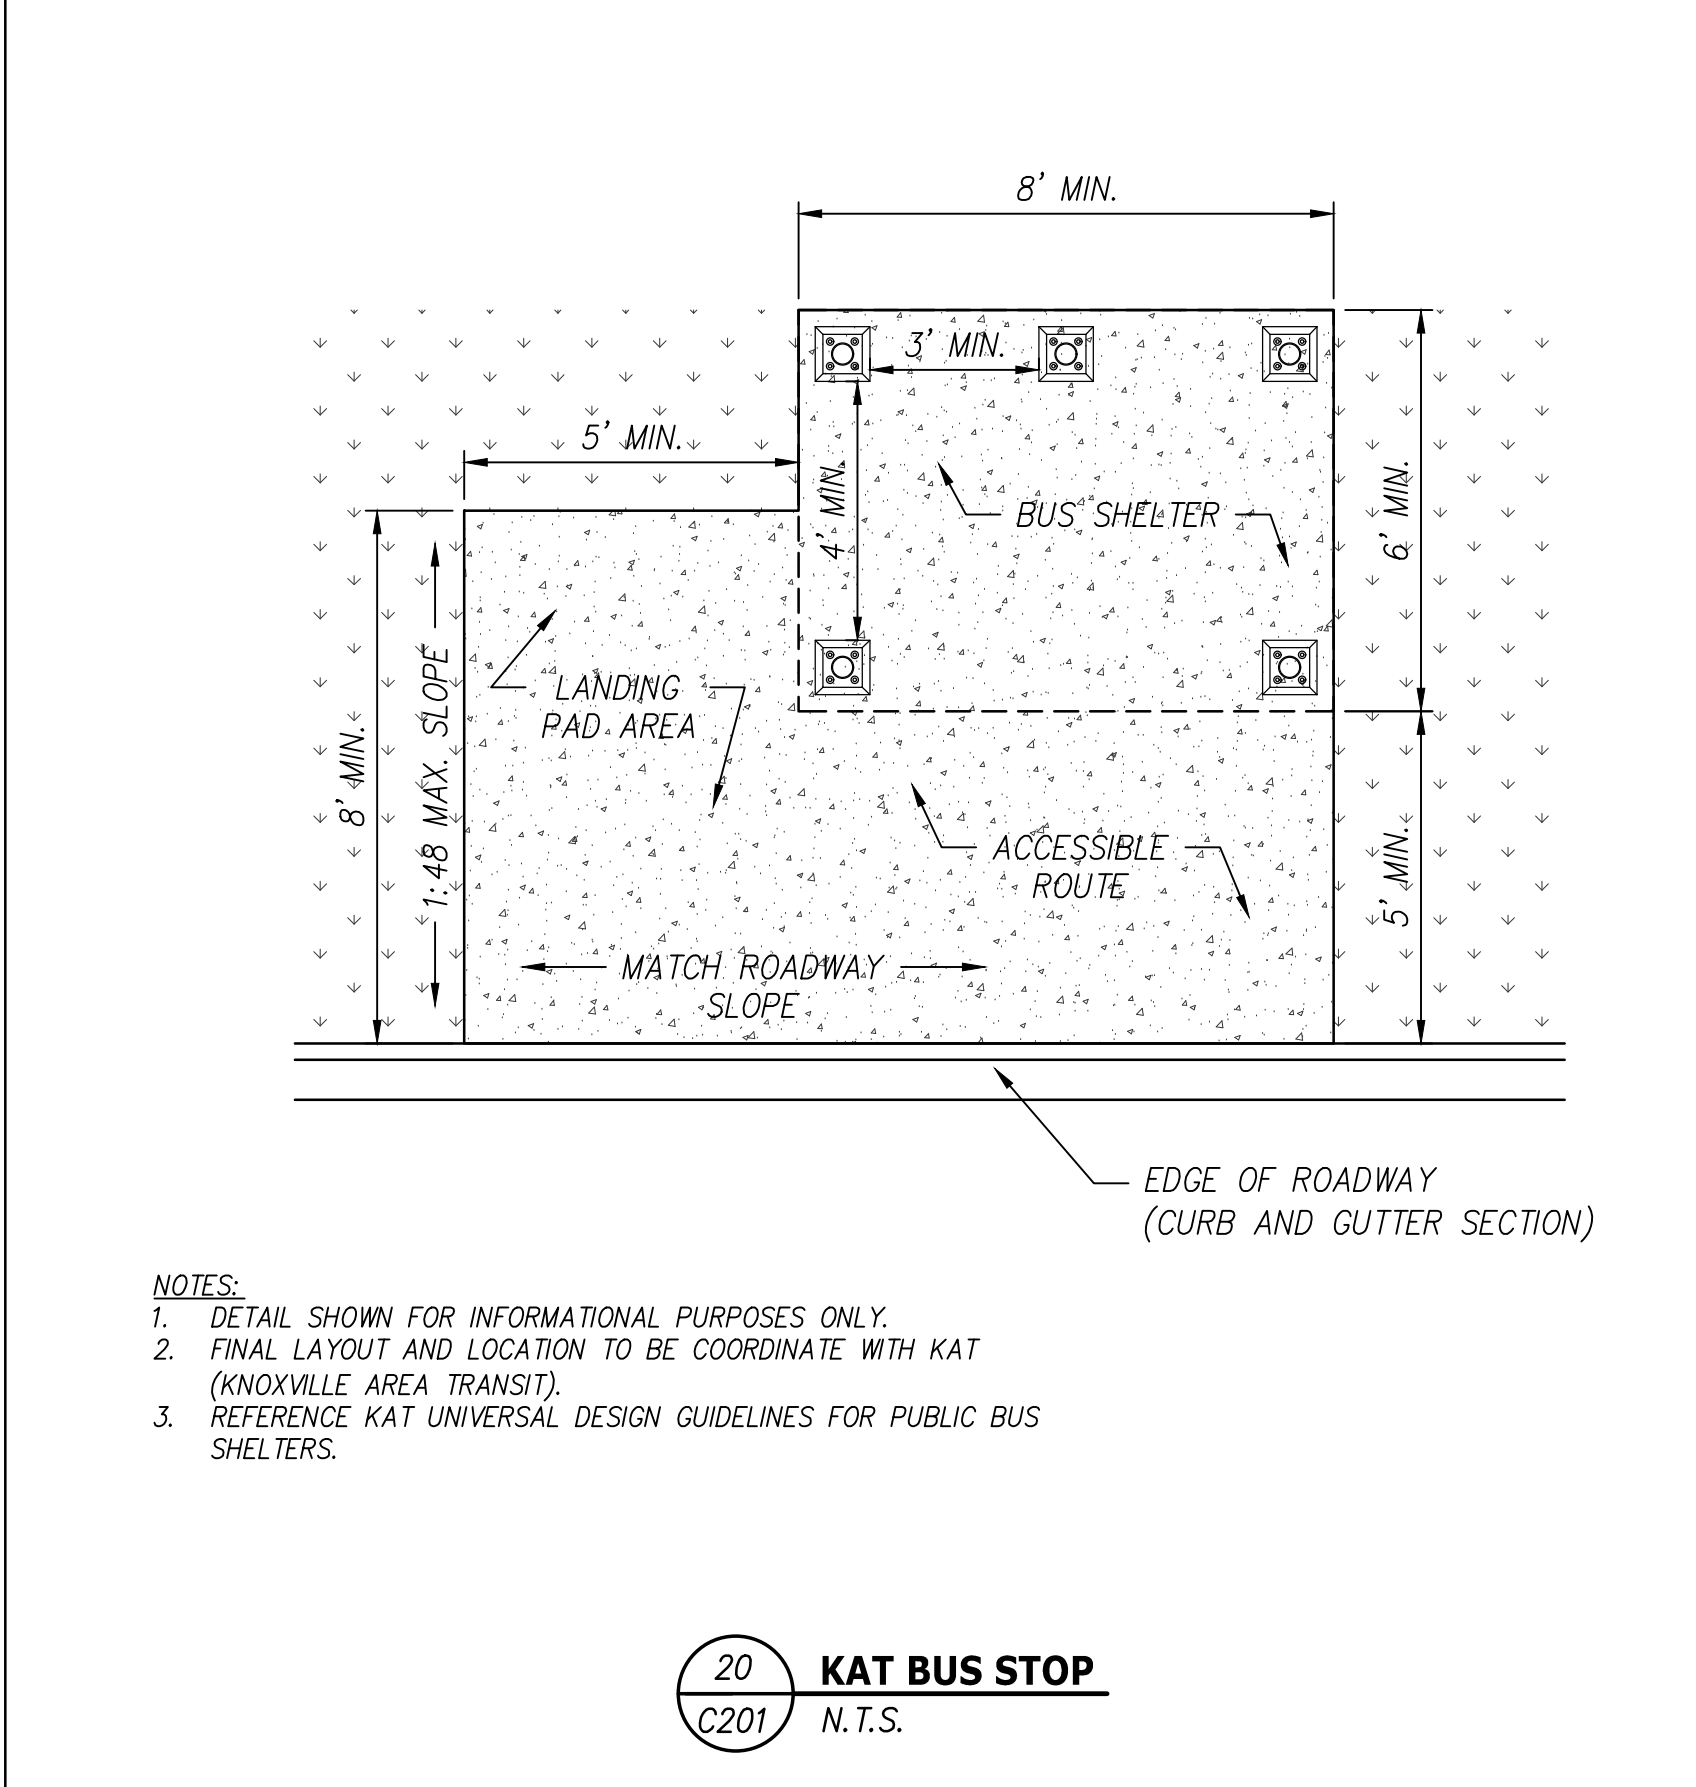 8' MIN.
3' MIN.
5' MIN.
4' MIN.
BUS SHELTER
6' MIN.
LANDING
PAD AREA
8' MIN.
1:48 MAX. SLOPE
ACCESSIBLE
ROUTE
5' MIN.
MATCH ROADWAY
SLOPE
EDGE OF ROADWAY
(CURB AND GUTTER SECTION)
NOTES:
1. DETAIL SHOWN FOR INFORMATIONAL PURPOSES ONLY.
2. FINAL LAYOUT AND LOCATION TO BE COORDINATE WITH KAT
(KNOXVILLE AREA TRANSIT).
3. REFERENCE KAT UNIVERSAL DESIGN GUIDELINES FOR PUBLIC BUS
SHELTERS.
20
KAT BUS STOP
C201
N.T.S.